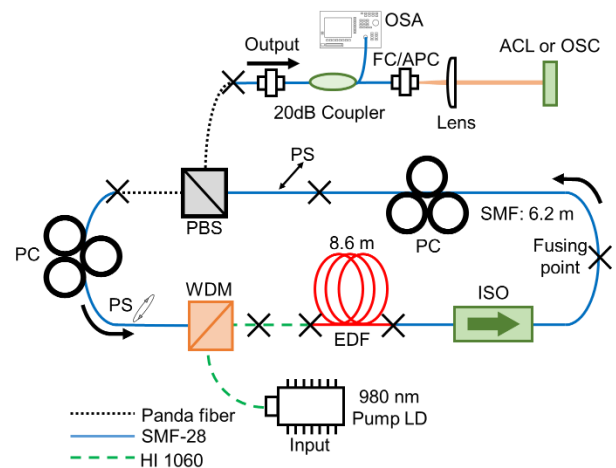 OSA
Output
FC/APC
ACL or OSC
20dB Coupler
Lens
PS
PBS
PC
SMF: 6.2 m
PC
Fusing
point
8.6 m
PS
WDM
EDF
ISO
980 nm
Pump LD
Input
Panda fiber
SMF-28
HI 1060